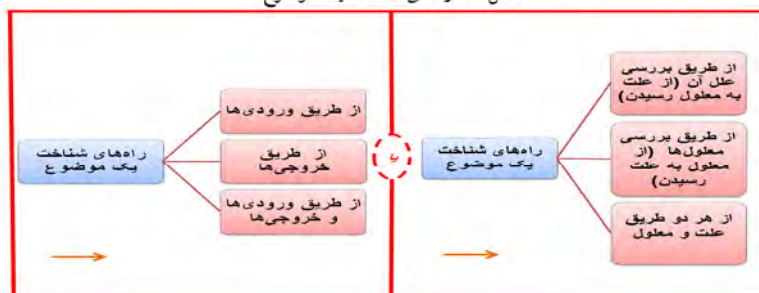 از طریق بررسی
علل آن (از علت
به معلول رسیدن)
راه‌های شناخت
یک موضوع
از طریق بررسی
معلول‌ها (از
معلول به علت
رسیدن)
از هر دو طریق
علت و معلول
یا
از طریق ورودی‌ها
راه‌های شناخت
یک موضوع
از طریق
خروجی‌ها
از طریق ورودی‌ها
و خروجی‌ها